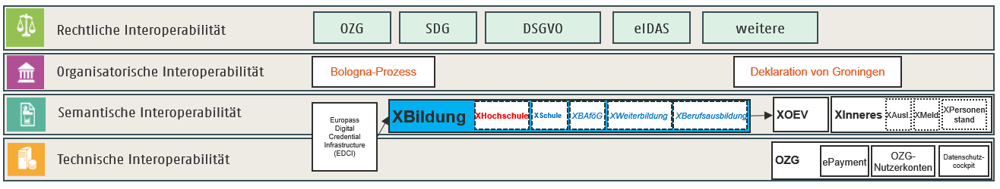 Rechtliche Interoperabilität
OZG
SDG
DSGVO
eIDAS
weitere
Organisatorische Interoperabilität
Bologna-Prozess
Deklaration von Groningen
Semantische Interoperabilität
Europass
Digital
Credential
Infrastructure
(EDCI)
XBildung
XHochschule
XSchule
XBAföG
XWeiterbildung
XBerufsausbildung
XOEV
XInneres
XAusl.
XMeld
XPersonen
stand
Technische Interoperabilität
OZG
ePayment
OZG-
Nutzerkonten
Datenschutz-
cockpit